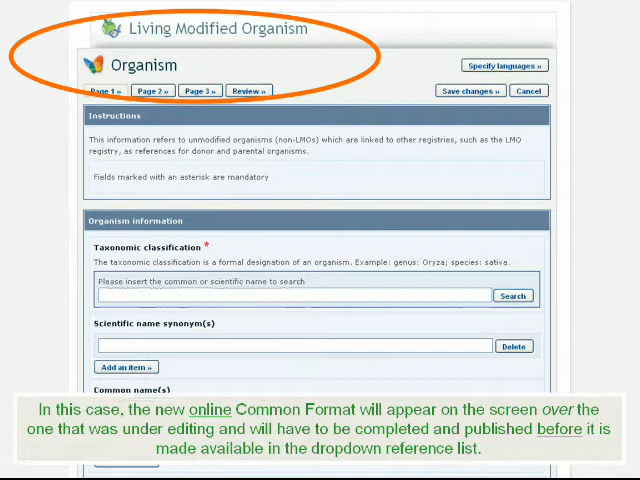 Living Modified Organism
Organism
Specify languages »
Page 1 » Page 2 » Page 3 » Review »
Save changes » Cancel
Instructions
This information refers to unmodified organisms (non-LMOs) which are linked to other registries, such as the LMO
registry, as references for donor and parental organisms.
Fields marked with an asterisk are mandatory
Organism information
Taxonomic classification *
The taxonomic classification is a formal designation of an organism. Example: genus: Oryza; species: sativa.
Please insert the common or scientific name to search
Search
Scientific name synonym(s)
Delete
Add an item »
Common name(s)
In this case, the new online Common Format will appear on the screen over the
one that was under editing and will have to be completed and published before it is
made available in the dropdown reference list.